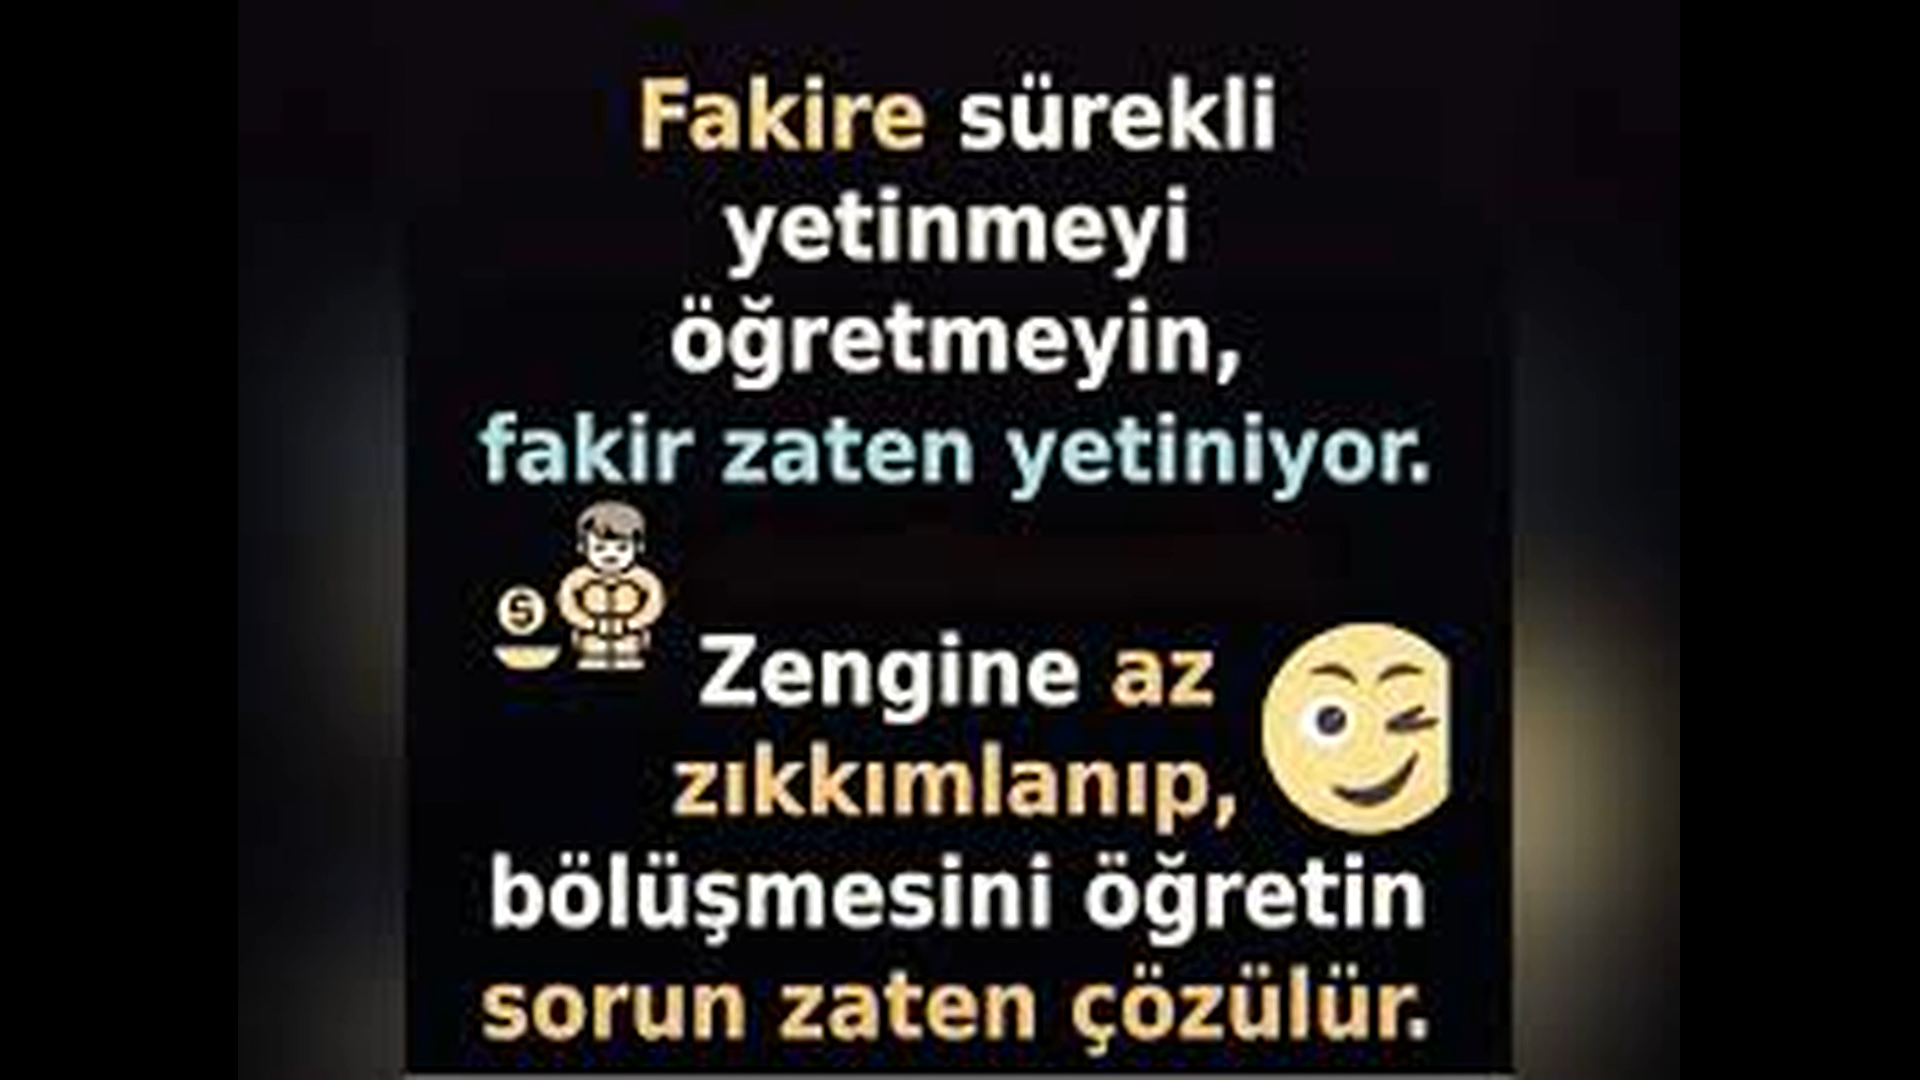 Fakire sürekli
yetinmeyi
öğretmeyin,
fakir zaten yetiniyor.
S
Zengine az
zıkkımlanıp,
bölüşmesini öğretin
sorun zaten çözülür.